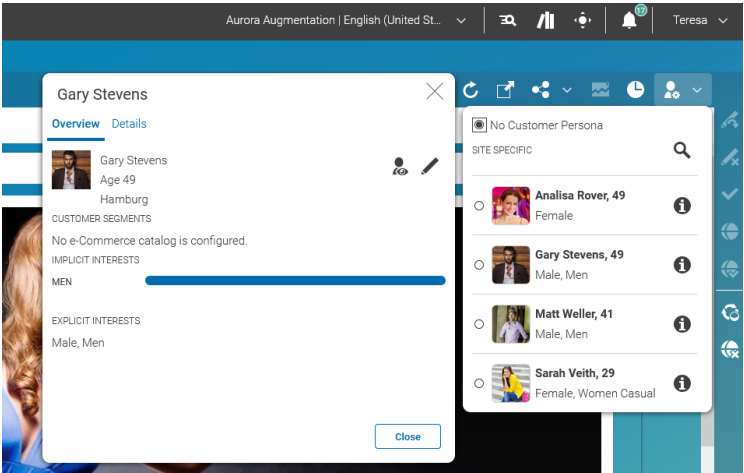 Aurora Augmentation | English (United St...
17
Teresa
Gary Stevens
Overview Details
Gary Stevens
Age 49
Hamburg
CUSTOMER SEGMENTS
No e-Commerce catalog is configured.
IMPLICIT INTERESTS
MEN
EXPLICIT INTERESTS
Male, Men
Close
No Customer Persona
SITE SPECIFIC
Analisa Rover, 49
Female
Gary Stevens, 49
Male, Men
Matt Weller, 41
Male, Men
Sarah Veith, 29
Female, Women Casual